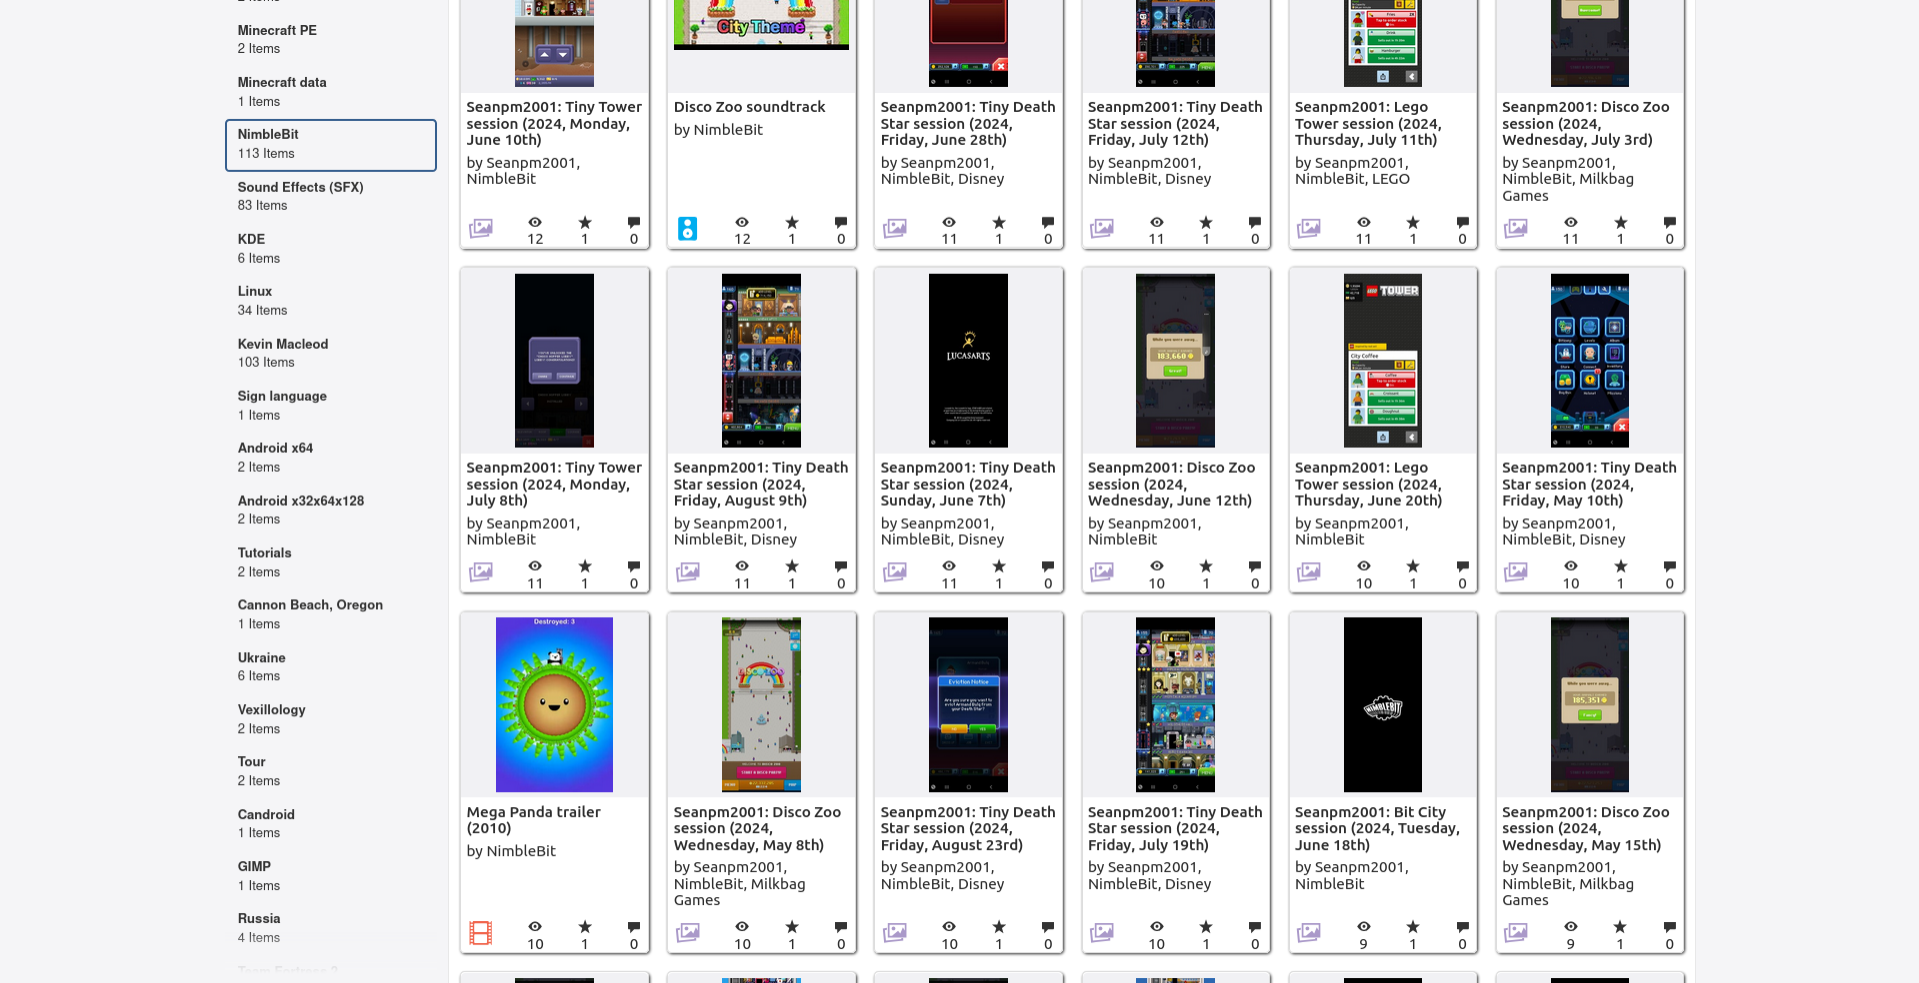 Minecraft PE
2 Items
Minecraft data
1 Items
NimbleBit
113 Items
Sound Effects (SFX)
83 Items
KDE
6 Items
Linux
34 Items
Kevin Macleod
103 Items
Sign language
1 Items
Android x64
2 Items
Android x32x64x128
2 Items
Tutorials
2 Items
Cannon Beach, Oregon
1 Items
Ukraine
6 Items
Vexillology
2 Items
Tour
2 Items
Candroid
1 Items
GIMP
1 Items
Russia
4 Items
City Theme
Seanpm2001: Tiny Tower
session (2024, Monday,
June 10th)
by Seanpm2001,
NimbleBit
12 1 0
Disco Zoo soundtrack
by NimbleBit
12 1 0
Seanpm2001: Tiny Death
Star session (2024,
Friday, June 28th)
by Seanpm2001,
NimbleBit, Disney
11 1 0
Seanpm2001: Tiny Death
Star session (2024,
Friday, July 12th)
by Seanpm2001,
NimbleBit, Disney
11 1 0
Seanpm2001: Lego
Tower session (2024,
Thursday, July 11th)
by Seanpm2001,
NimbleBit, LEGO
11 1 0
Seanpm2001: Disco Zoo
session (2024,
Wednesday, July 3rd)
by Seanpm2001,
NimbleBit, Milkbag
Games
11 1 0
Seanpm2001: Tiny Tower
session (2024, Monday,
July 8th)
by Seanpm2001,
NimbleBit
11 1 0
Seanpm2001: Tiny Death
Star session (2024,
Friday, August 9th)
by Seanpm2001,
NimbleBit, Disney
11 1 0
LUCASARTS
Seanpm2001: Tiny Death
Star session (2024,
Sunday, June 7th)
by Seanpm2001,
NimbleBit, Disney
11 1 0
While you were away...
183,660
Seanpm2001: Disco Zoo
session (2024,
Wednesday, June 12th)
by Seanpm2001,
NimbleBit
10 1 0
LEGO TOWER
City Coffee
Coffee
Seanpm2001: Lego
Tower session (2024,
Thursday, June 20th)
by Seanpm2001,
NimbleBit
10 1 0
Seanpm2001: Tiny Death
Star session (2024,
Friday, May 10th)
by Seanpm2001,
NimbleBit, Disney
10 1 0
Destroyed: 3
Mega Panda trailer
(2010)
by NimbleBit
10 1 0
Seanpm2001: Disco Zoo
session (2024,
Wednesday, May 8th)
by Seanpm2001,
NimbleBit, Milkbag
Games
10 1 0
Eviction Notice
Seanpm2001: Tiny Death
Star session (2024,
Friday, August 23rd)
by Seanpm2001,
NimbleBit, Disney
10 1 0
Seanpm2001: Tiny Death
Star session (2024,
Friday, July 19th)
by Seanpm2001,
NimbleBit, Disney
10 1 0
NIMBLEBIT
Seanpm2001: Bit City
session (2024, Tuesday,
June 18th)
by Seanpm2001,
NimbleBit
9 1 0
While you were away...
185,351
Seanpm2001: Disco Zoo
session (2024,
Wednesday, May 15th)
by Seanpm2001,
NimbleBit, Milkbag
Games
9 1 0